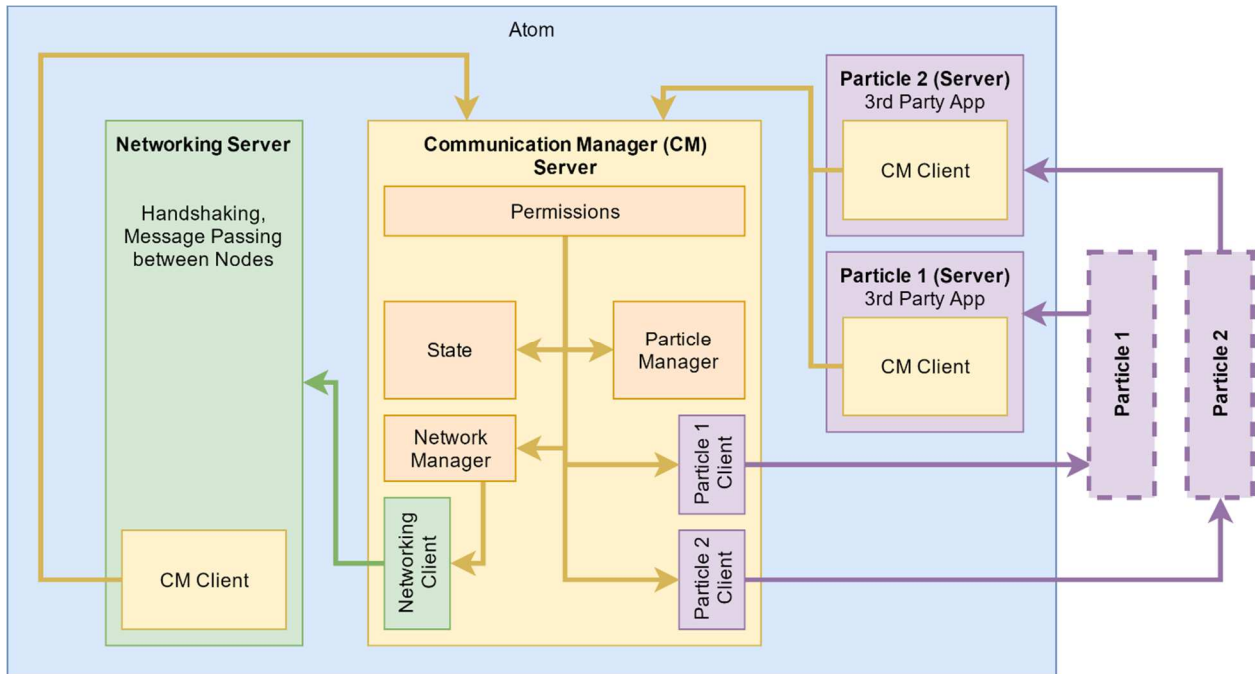 Atom
Networking Server
Handshaking,
Message Passing
between Nodes
CM Client
Communication Manager (CM)
Server
Permissions
State
Particle
Manager
Network
Manager
Networking
Client
Particle 1
Client
Particle 2
Client
Particle 2 (Server)
3rd Party App
CM Client
Particle 1 (Server)
3rd Party App
CM Client
Particle 1
Particle 2